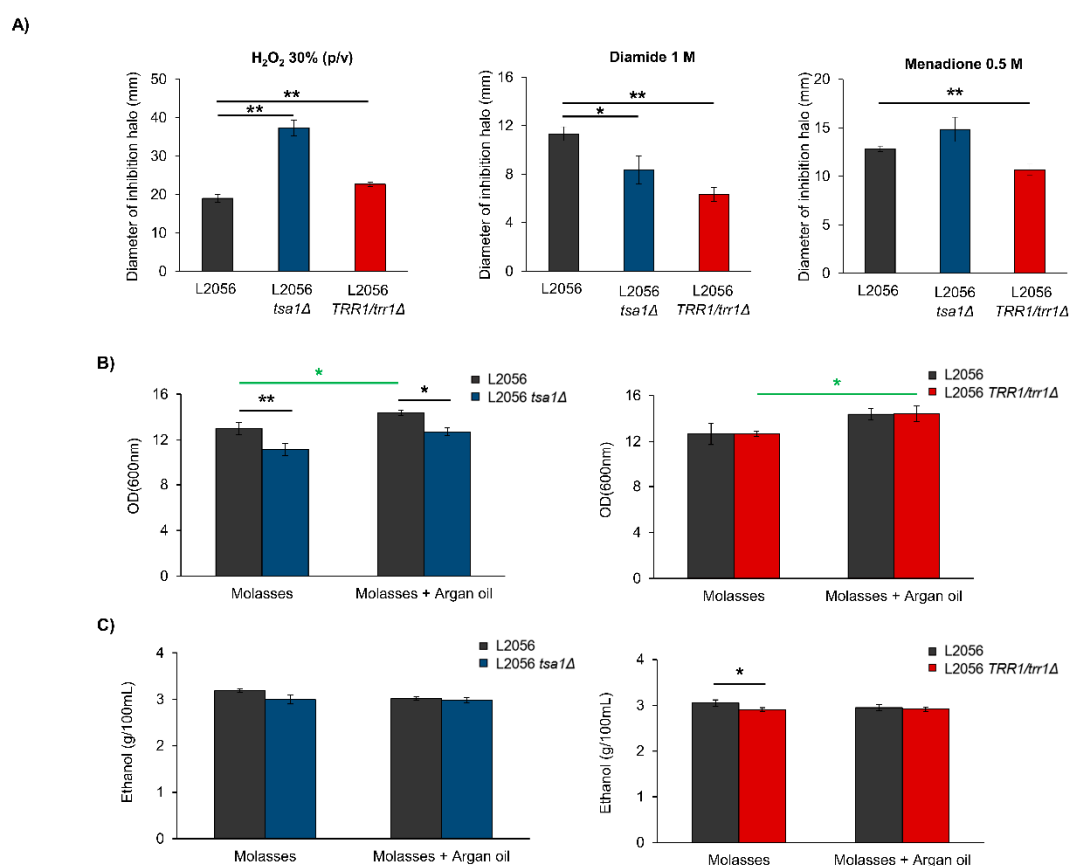 A)
H₂O₂ 30% (p/v)
Diameter of inhibition halo (mm)
50
40
30
20
10
0
**
**
L2056
L2056
tsa1Δ
L2056
TRR1/trr1Δ
Diamide 1 M
Diameter of inhibition halo (mm)
16
12
8
4
0
**
*
L2056
L2056
tsa1Δ
L2056
TRR1/trr1Δ
Menadione 0.5 M
Diameter of inhibition halo (mm)
20
15
10
5
0
**
L2056
L2056
tsa1Δ
L2056
TRR1/trr1Δ
B)
OD(600nm)
16
12
8
4
0
*
**
*
L2056
L2056 tsa1Δ
Molasses
Molasses + Argan oil
OD(600nm)
16
12
8
4
0
*
L2056
L2056 TRR1/trr1Δ
Molasses
Molasses + Argan oil
C)
Ethanol (g/100mL)
4
3
2
1
0
L2056
L2056 tsa1Δ
Molasses
Molasses + Argan oil
Ethanol (g/100mL)
4
3
2
1
0
*
L2056
L2056 TRR1/trr1Δ
Molasses
Molasses + Argan oil